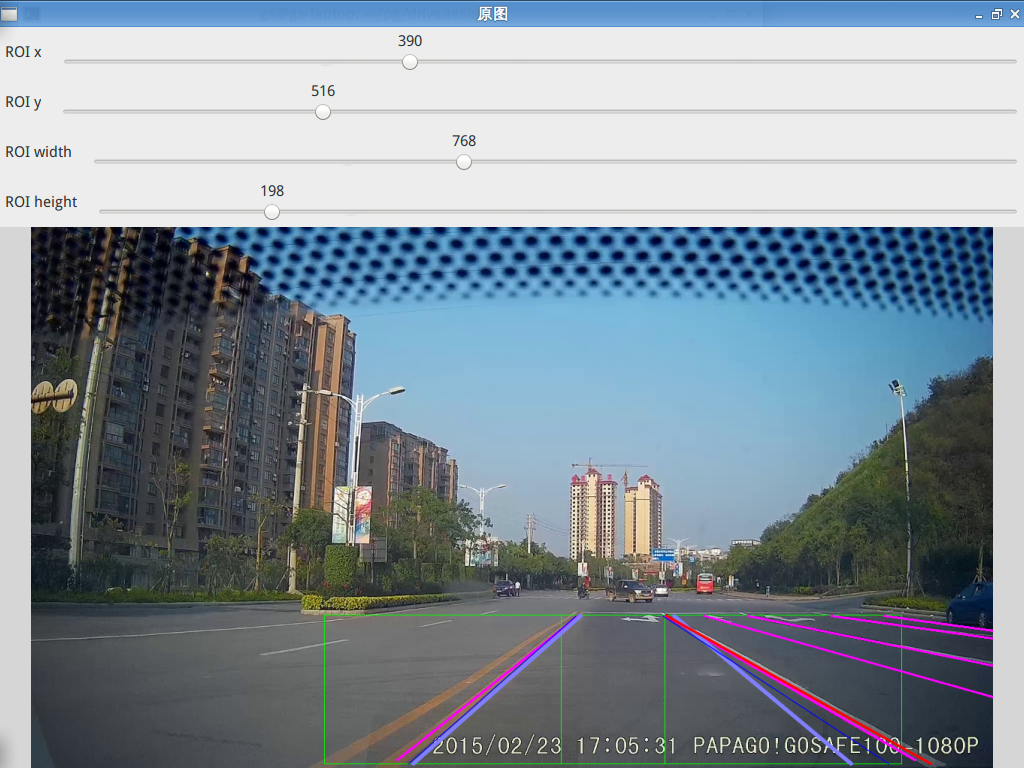 原图
ROI x
390
ROI y
516
ROI width
768
ROI height
198
2015/02/23 17:05:31 PAPAGO!GOSAFE100-1080P